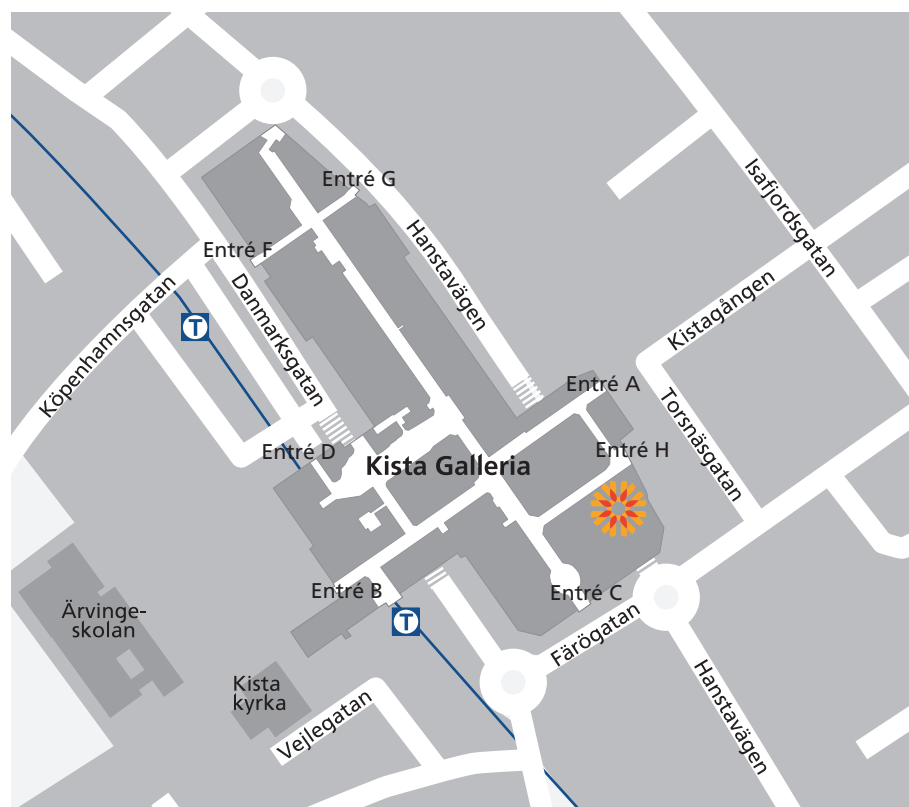 Entré G
Isafjordsgatan
Entré F
Hanstavägen
Danmarksgatan
Kistagången
Köpenhamnsgatan
T
Entré A
Torsnäsgatan
Entré D
Entré H
Kista Galleria
Entré B
Entré C
T
Ärvinge-
skolan
Färögatan
Kista
kyrka
Hanstavägen
Vejlegatan